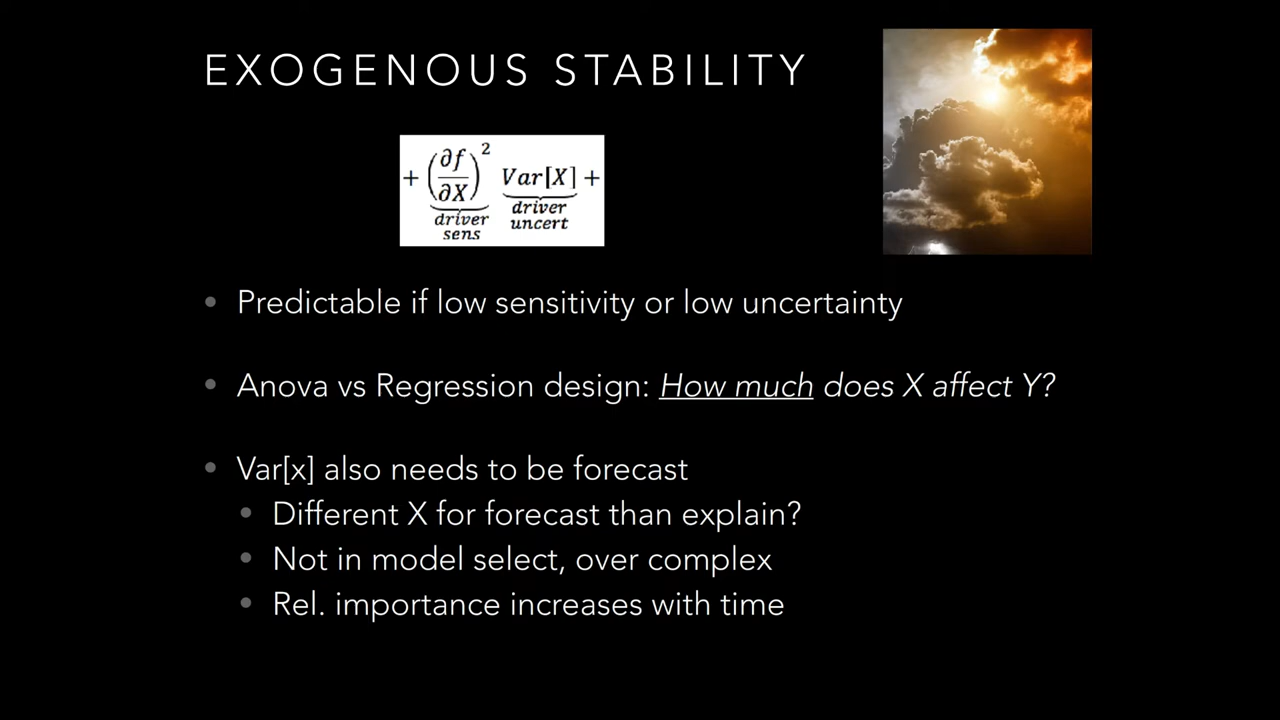 EXOGENOUS STABILITY
+ (∂f/∂X)² Var[X] +
driver sens driver uncert
• Predictable if low sensitivity or low uncertainty
• Anova vs Regression design: How much does X affect Y?
• Var[x] also needs to be forecast
• Different X for forecast than explain?
• Not in model select, over complex
• Rel. importance increases with time